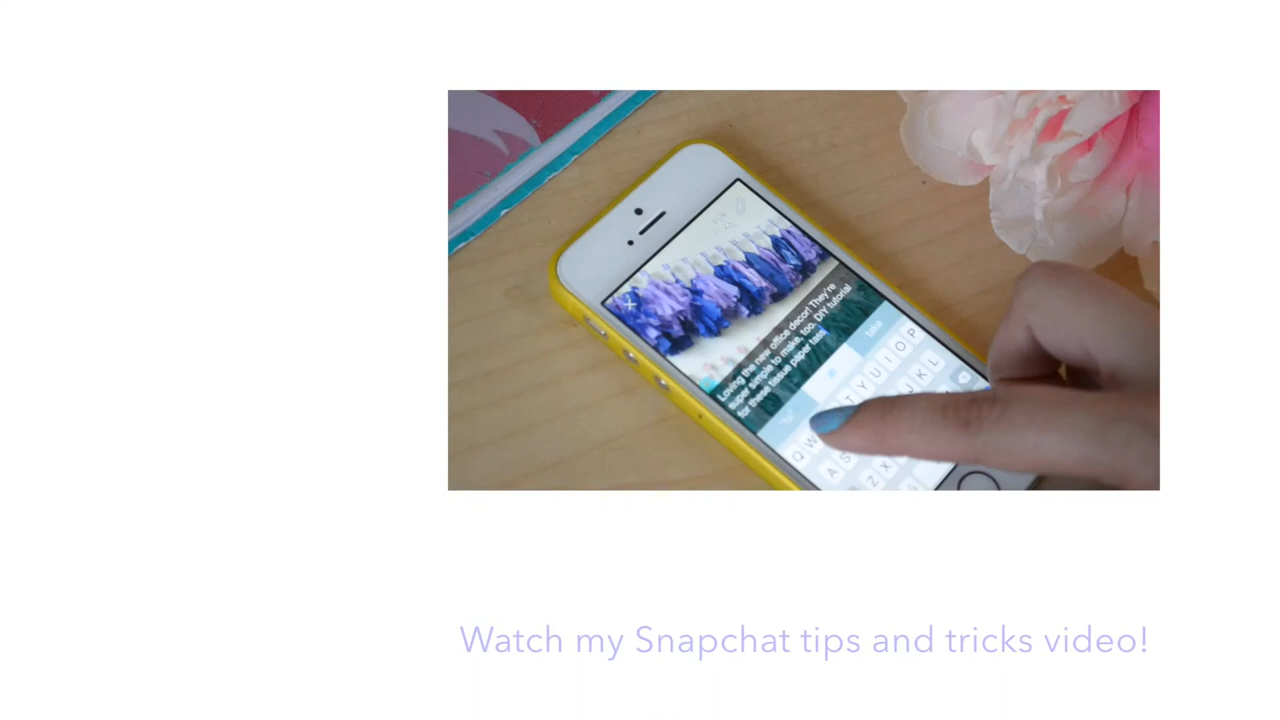 Loving the new office decor! They're
super simple to make, too. DIY tutorial
for these tissue paper tass
take
Q W T Y U I O P
A S J K L
Z X
Watch my Snapchat tips and tricks video!